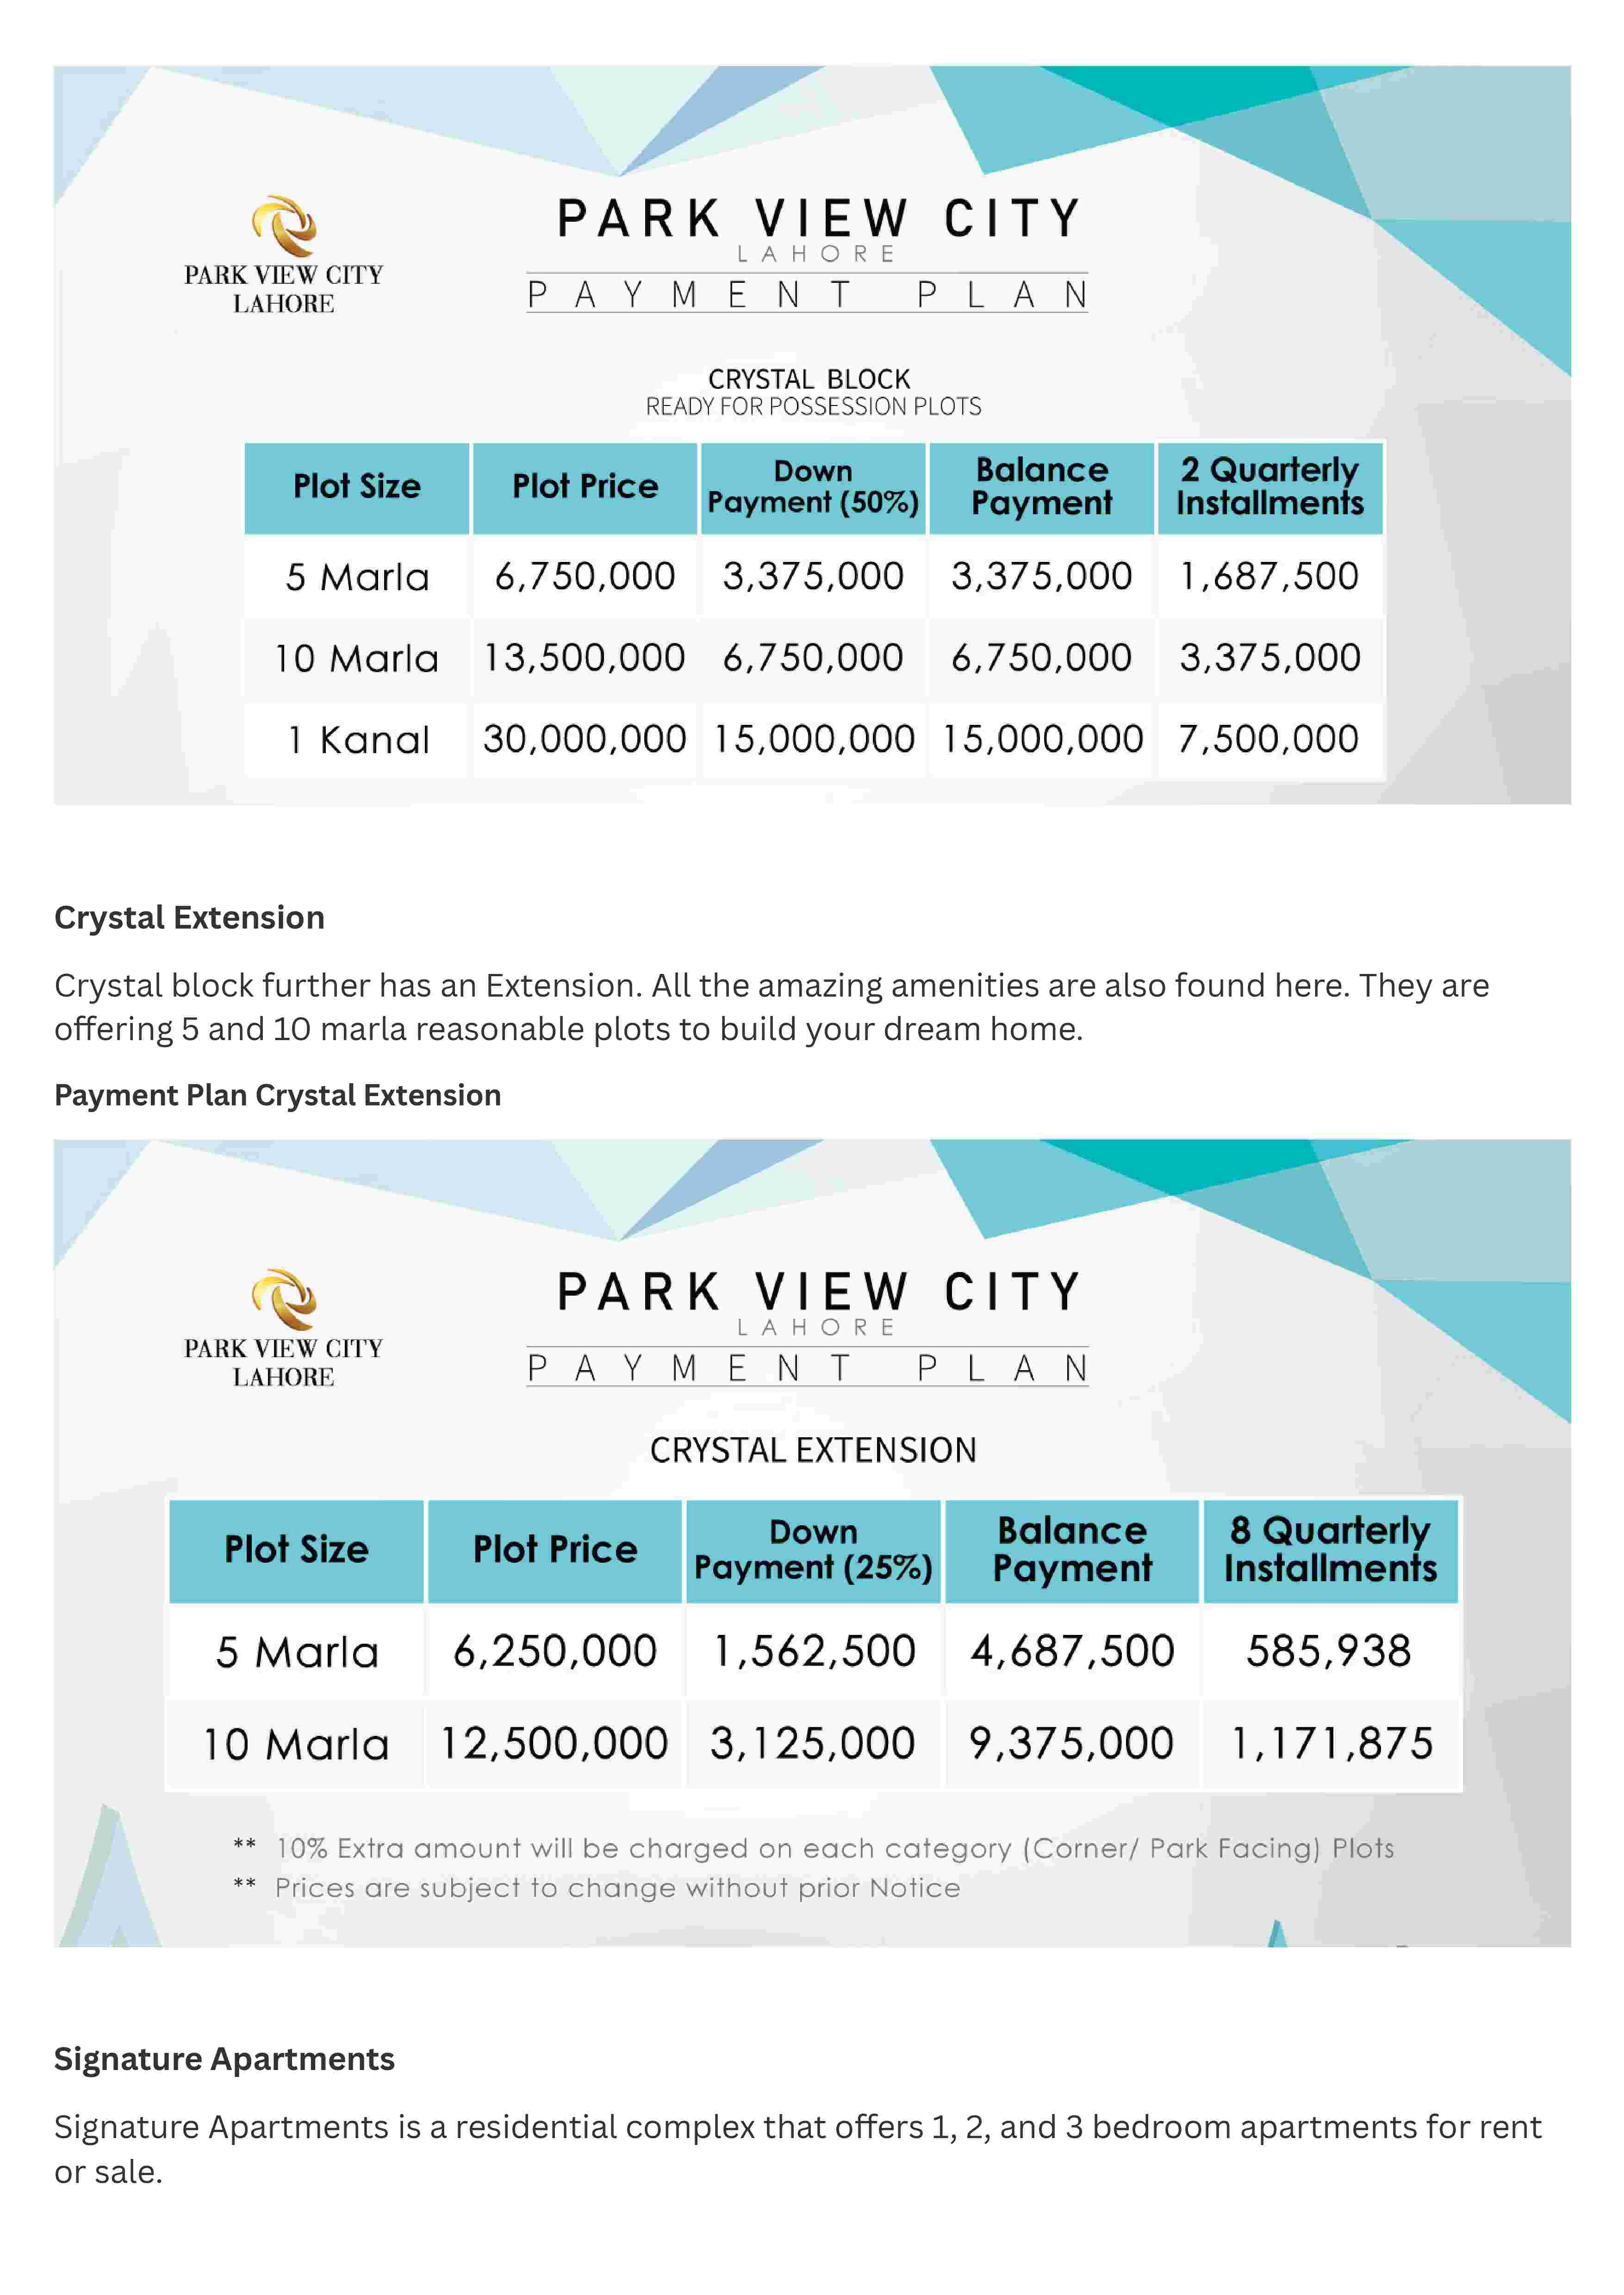 PARK VIEW CITY
LAHORE
PARK VIEW CITY
LAHORE
PAYMENT PLAN
CRYSTAL BLOCK
READY FOR POSSESSION PLOTS
Plot Size Plot Price Down Payment (50%) Balance Payment 2 Quarterly Installments
5 Marla 6,750,000 3,375,000 3,375,000 1,687,500
10 Marla 13,500,000 6,750,000 6,750,000 3,375,000
1 Kanal 30,000,000 15,000,000 15,000,000 7,500,000
Crystal Extension
Crystal block further has an Extension. All the amazing amenities are also found here. They are
offering 5 and 10 marla reasonable plots to build your dream home.
Payment Plan Crystal Extension
PARK VIEW CITY
LAHORE
PARK VIEW CITY
LAHORE
PAYMENT PLAN
CRYSTAL EXTENSION
Plot Size Plot Price Down Payment (25%) Balance Payment 8 Quarterly Installments
5 Marla 6,250,000 1,562,500 4,687,500 585,938
10 Marla 12,500,000 3,125,000 9,375,000 1,171,875
** 10% Extra amount will be charged on each category (Corner/ Park Facing) Plots
** Prices are subject to change without prior Notice
Signature Apartments
Signature Apartments is a residential complex that offers 1, 2, and 3 bedroom apartments for rent
or sale.